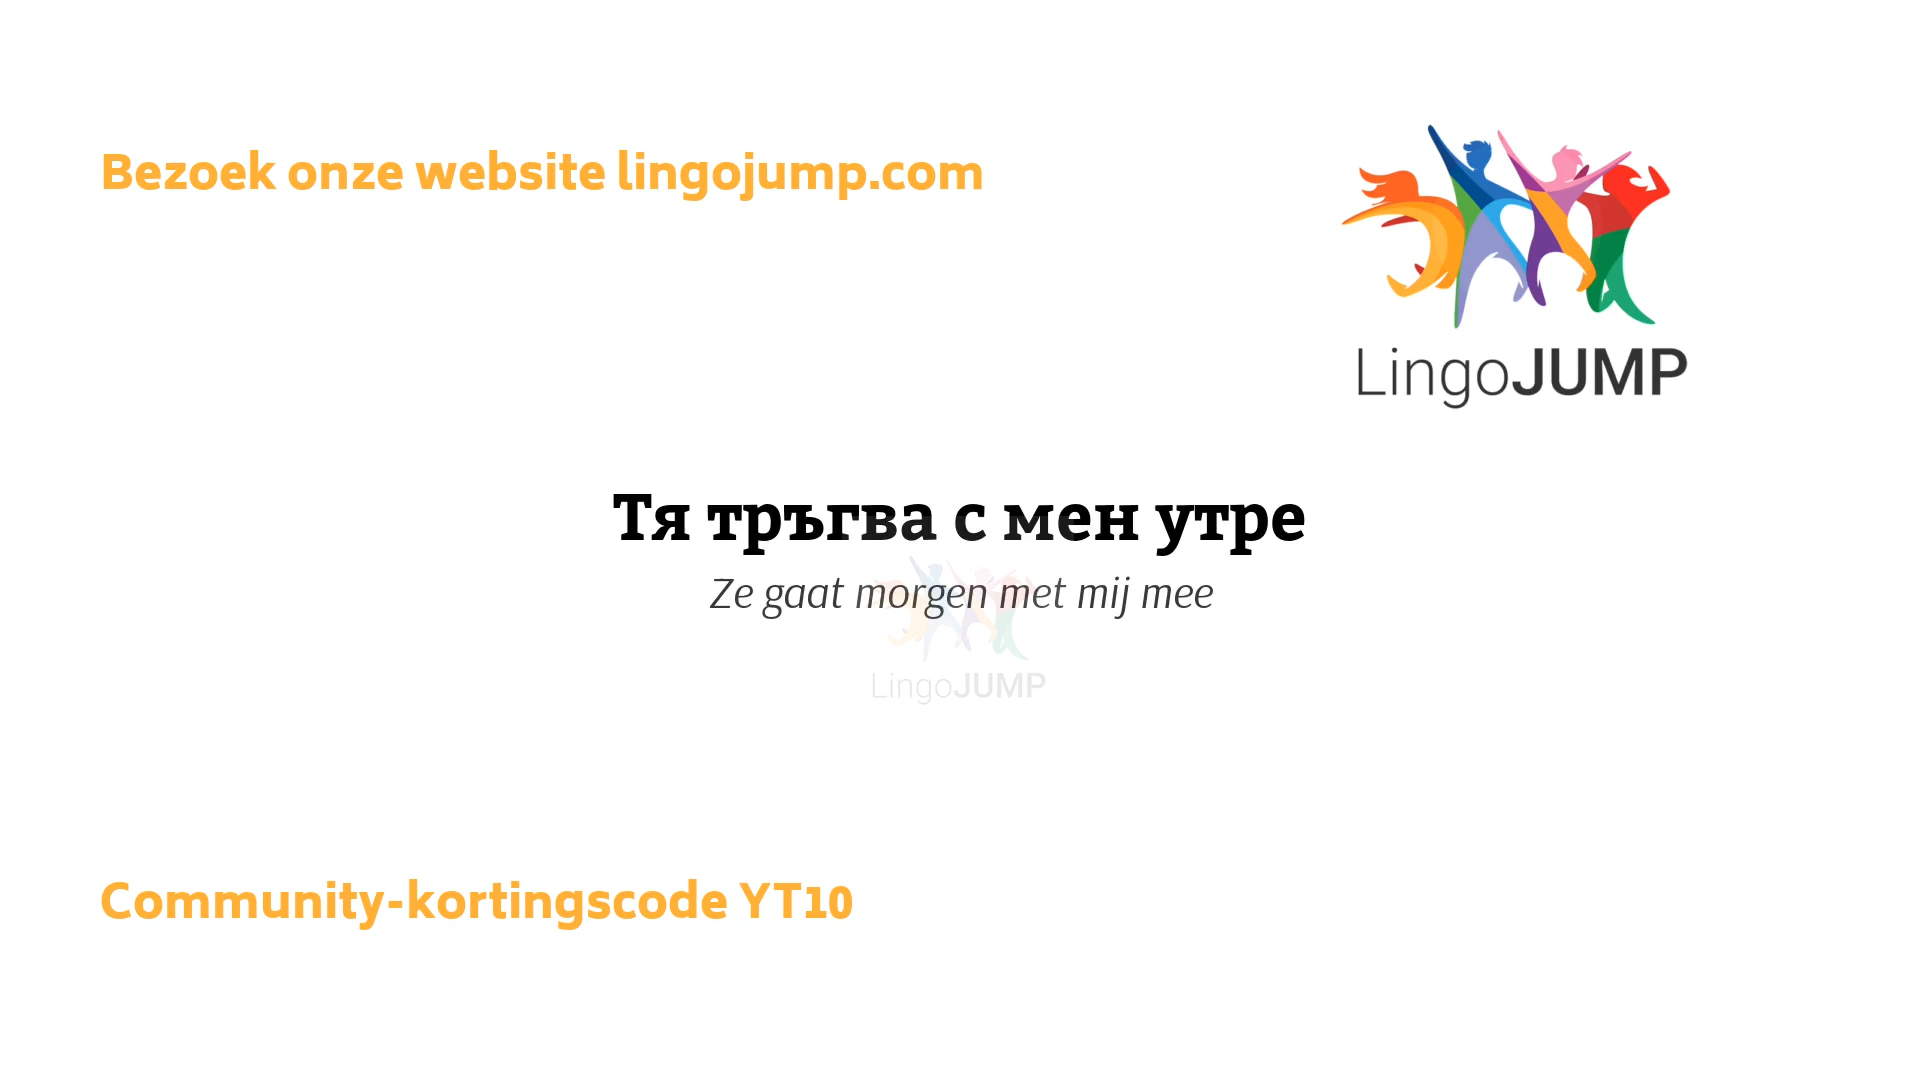 Bezoek onze website lingojump.com
LingoJUMP
Тя тръгва с мен утре
Ze gaat morgen met mij mee
LingoJUMP
Community-kortingscode YT10